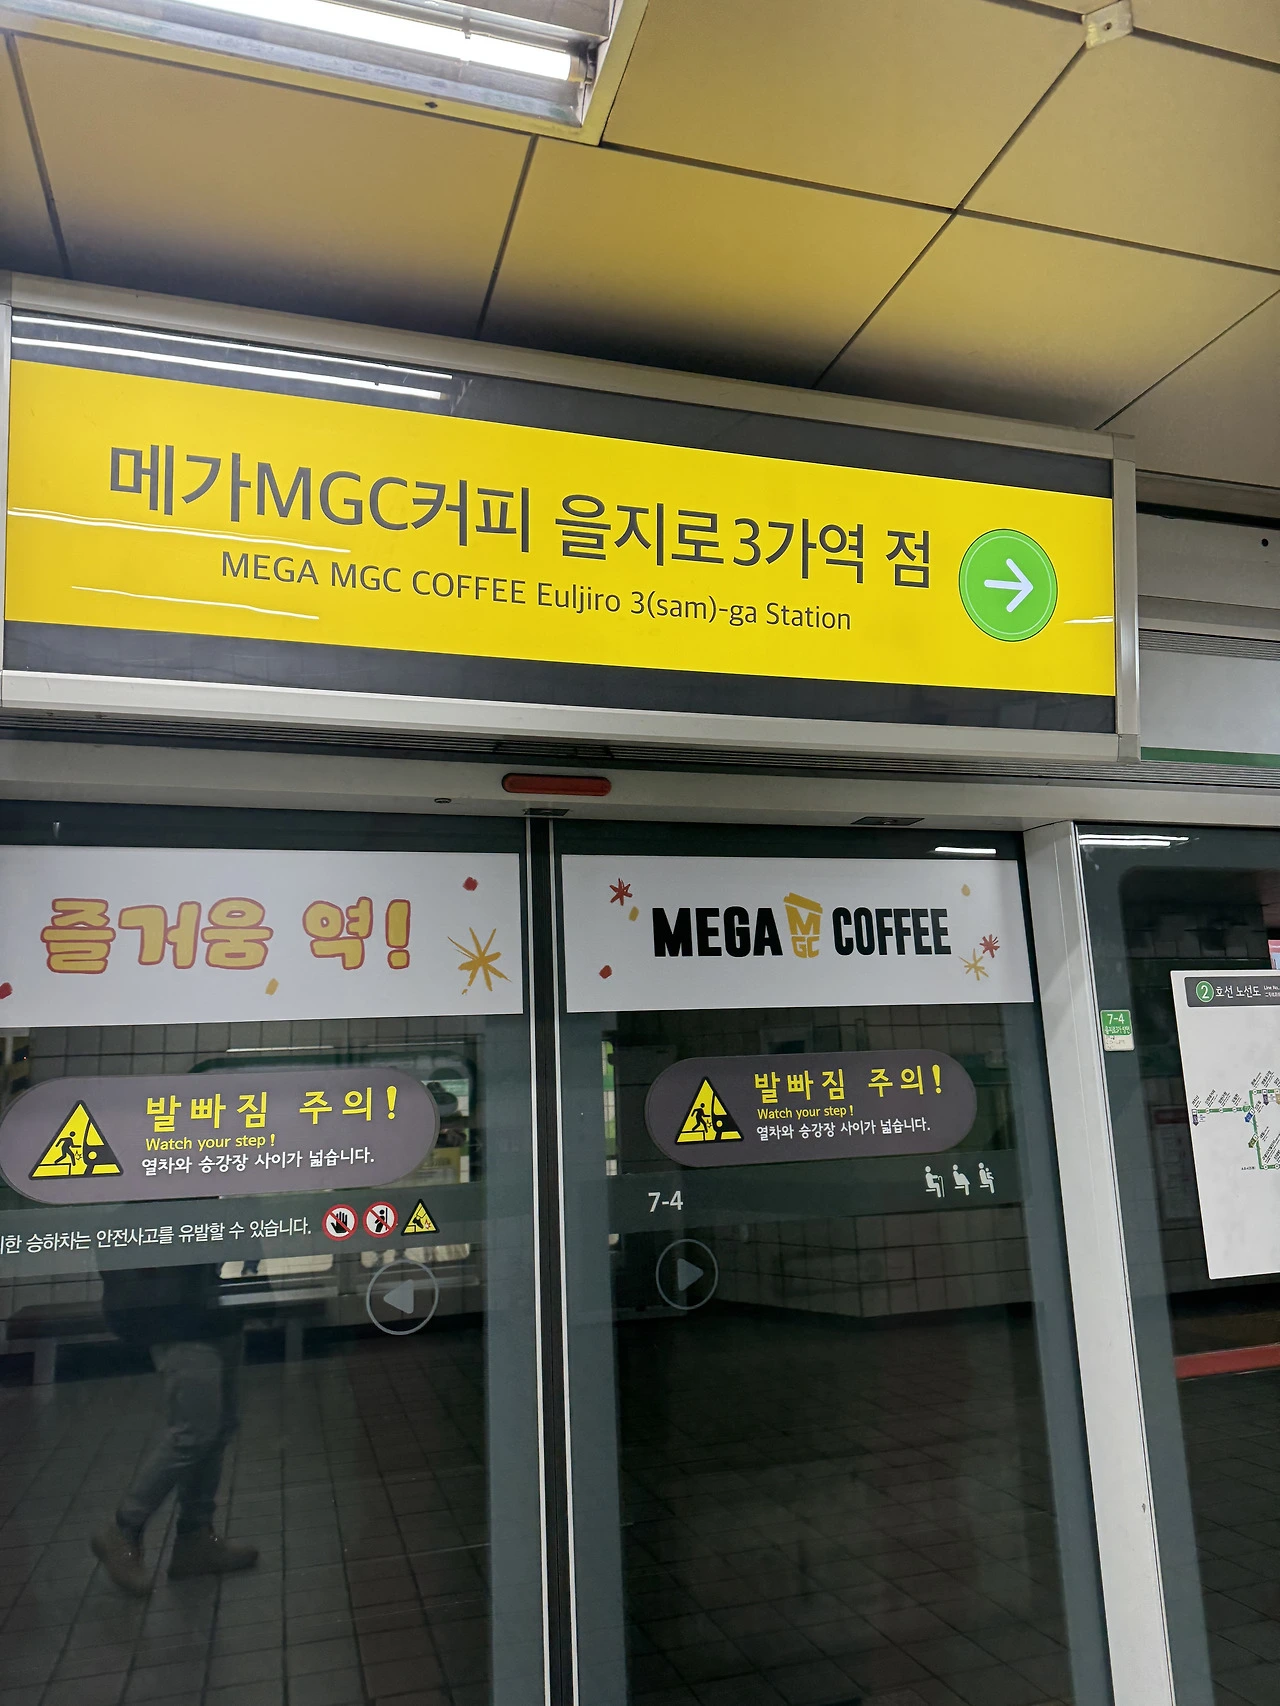 메가MGC커피 을지로3가역 점
MEGA MGC COFFEE Euljiro 3(sam)-ga Station
즐거움 역!
MEGA MGC COFFEE
발빠짐 주의!
Watch your step!
열차와 승강장 사이가 넓습니다.
한 승하차는 안전사고를 유발할 수 있습니다.
발빠짐 주의!
Watch your step!
열차와 승강장 사이가 넓습니다.
7-4
7-4
2호선 노선도